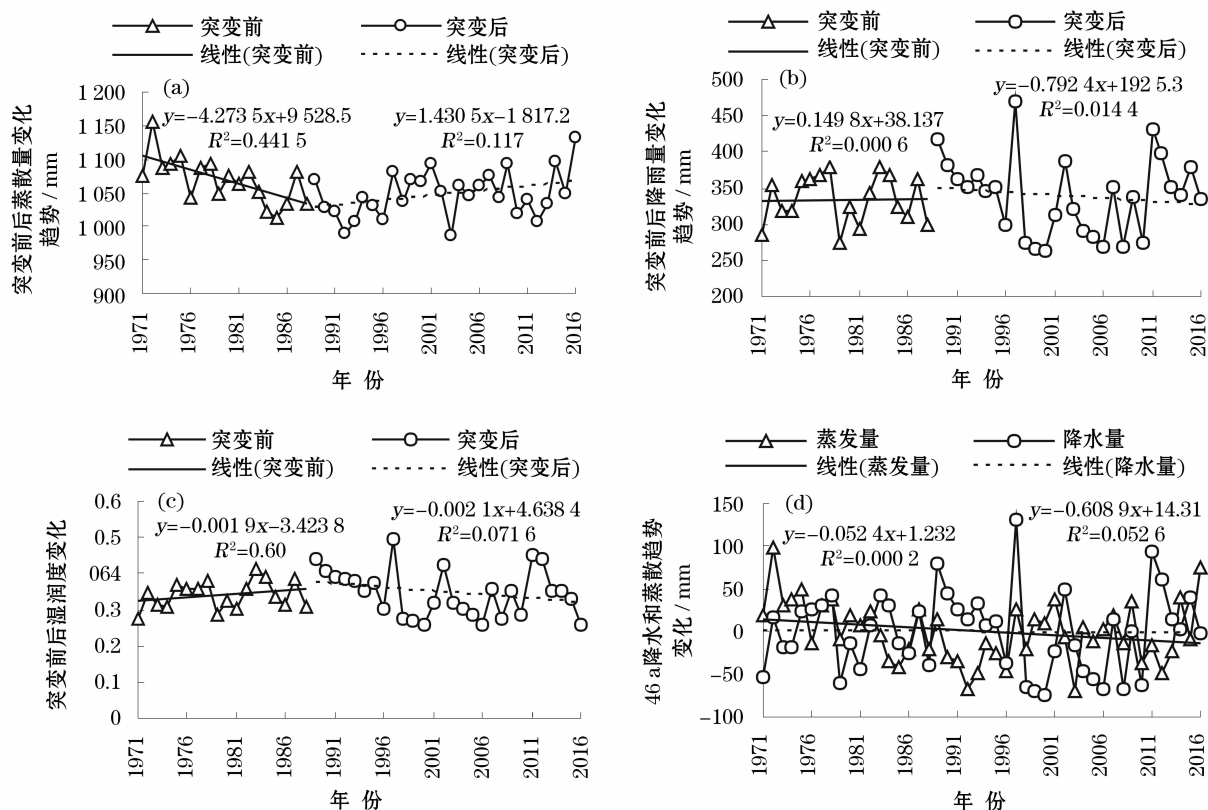 突变前 突变后
线性(突变前) 线性(突变后)
(a)
y=−4.273 5x+9 528.5
R²=0.441 5
y=1.430 5x−1 817.2
R²=0.117
突变前后蒸散量变化
趋势/mm
1 200
1 150
1 100
1 050
1 000
950
900
1971 1976 1981 1986 1991 1996 2001 2006 2011 2016
年 份
突变前 突变后
线性(突变前) 线性(突变后)
(b)
y=0.149 8x+38.137
R²=0.000 6
y=−0.792 4x+192 5.3
R²=0.014 4
突变前后降雨量变化
趋势/mm
500
450
400
350
300
250
200
1971 1976 1981 1986 1991 1996 2001 2006 2011 2016
年 份
突变前 突变后
线性(突变前) 线性(突变后)
(c)
y=−0.001 9x−3.423 8
R²=0.60
y=−0.002 1x+4.638 4
R²=0.071 6
突变前后湿润度变化
0.6
0.5
064
0.3
0.2
0.1
0
1971 1976 1981 1986 1991 1996 2001 2006 2011 2016
年 份
蒸发量 降水量
线性(蒸发量) 线性(降水量)
(d)
y=−0.052 4x+1.232
R²=0.000 2
y=−0.608 9x+14.31
R²=0.052 6
46 a降水和蒸散趋势
变化/mm
150
100
50
0
−50
−100
1971 1976 1981 1986 1991 1996 2001 2006 2011 2016
年 份